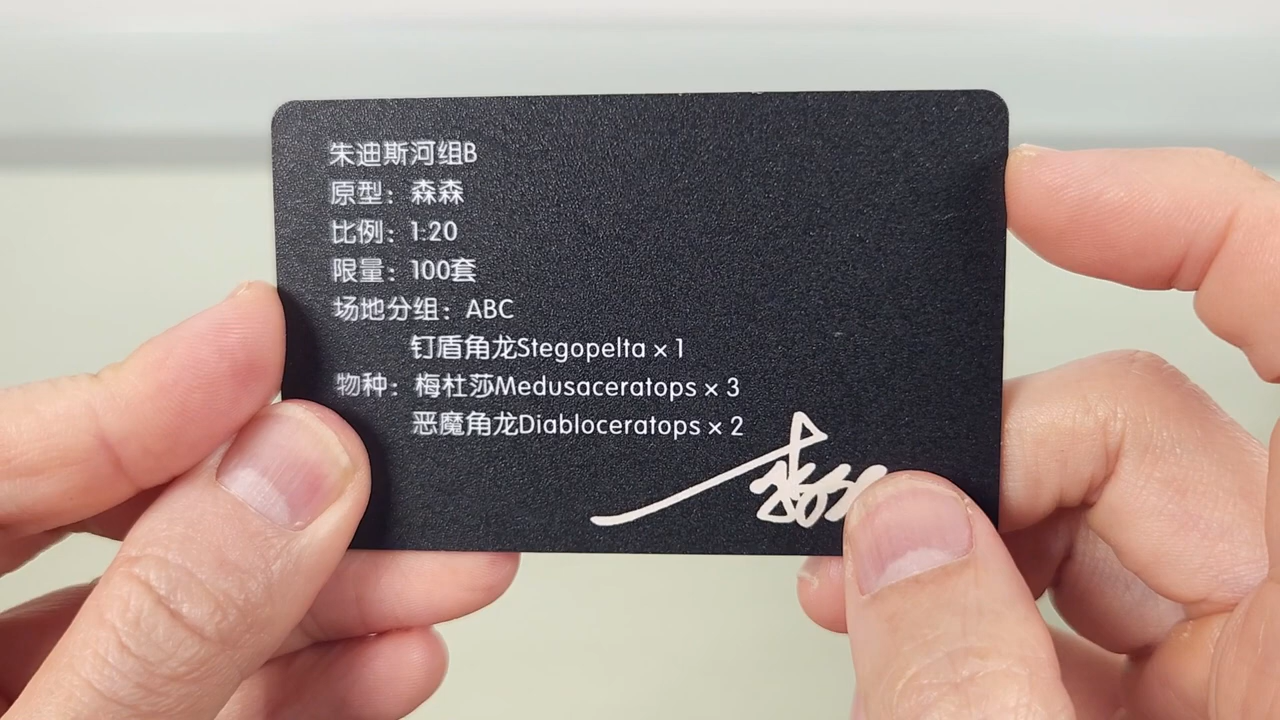 朱迪斯河组B
原型：森森
比例：1:20
限量：100套
场地分组：ABC
钉盾角龙Stegopelta × 1
物种：梅杜莎Medusaceratops × 3
恶魔角龙Diabloceratops × 2